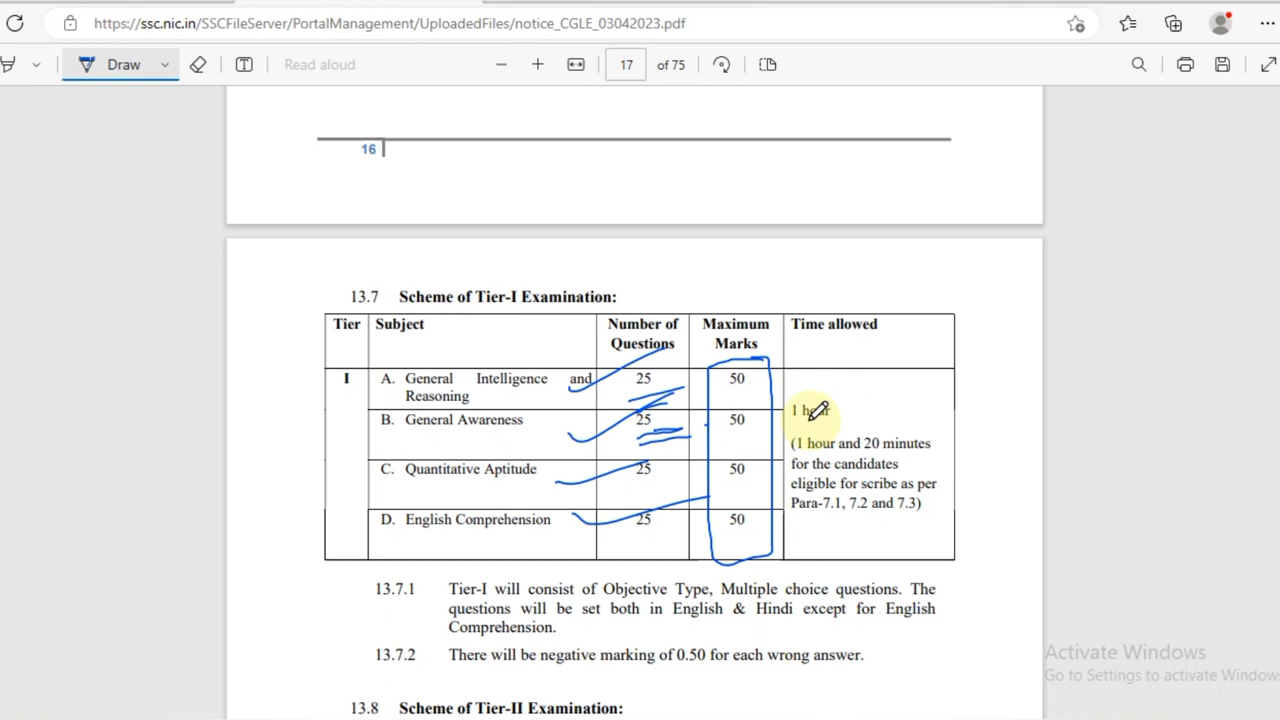 https://ssc.nic.in/SSCFileServer/PortalManagement/UploadedFiles/notice_CGLE_03042023.pdf
Draw
Read aloud
17 of 75
16
13.7 Scheme of Tier-I Examination:
Tier Subject Number of Questions Maximum Marks Time allowed
I A. General Intelligence and Reasoning 25 50
B. General Awareness 25 50
C. Quantitative Aptitude 25 50
D. English Comprehension 25 50
1 hour
(1 hour and 20 minutes
for the candidates
eligible for scribe as per
Para-7.1, 7.2 and 7.3)
13.7.1 Tier-I will consist of Objective Type, Multiple choice questions. The
questions will be set both in English & Hindi except for English
Comprehension.
13.7.2 There will be negative marking of 0.50 for each wrong answer.
13.8 Scheme of Tier-II Examination:
Activate Windows
Go to Settings to activate Windows